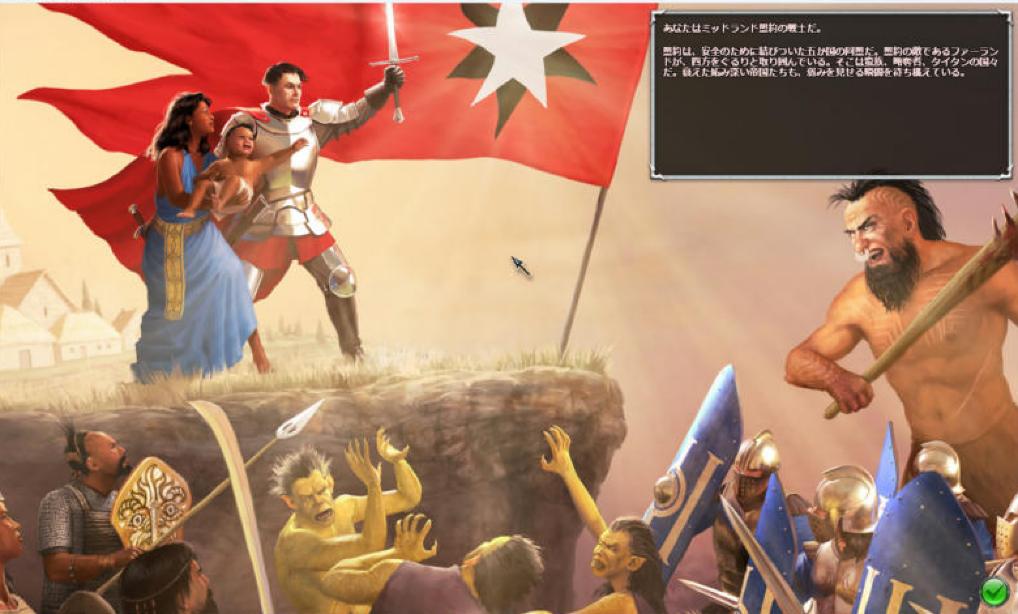 あなたはミッドランド盟約の戦士だ。
盟約は、安全のために結びついた五か国の同盟だ。盟約の敵であるファーラン
ドが、四方をぐるりと取り囲んでいる。そこは蛮族、略奪者、タイタンの国々
だ。衰えた妬み深い帝国たちも、弱みを見せる瞬間を待ち構えている。